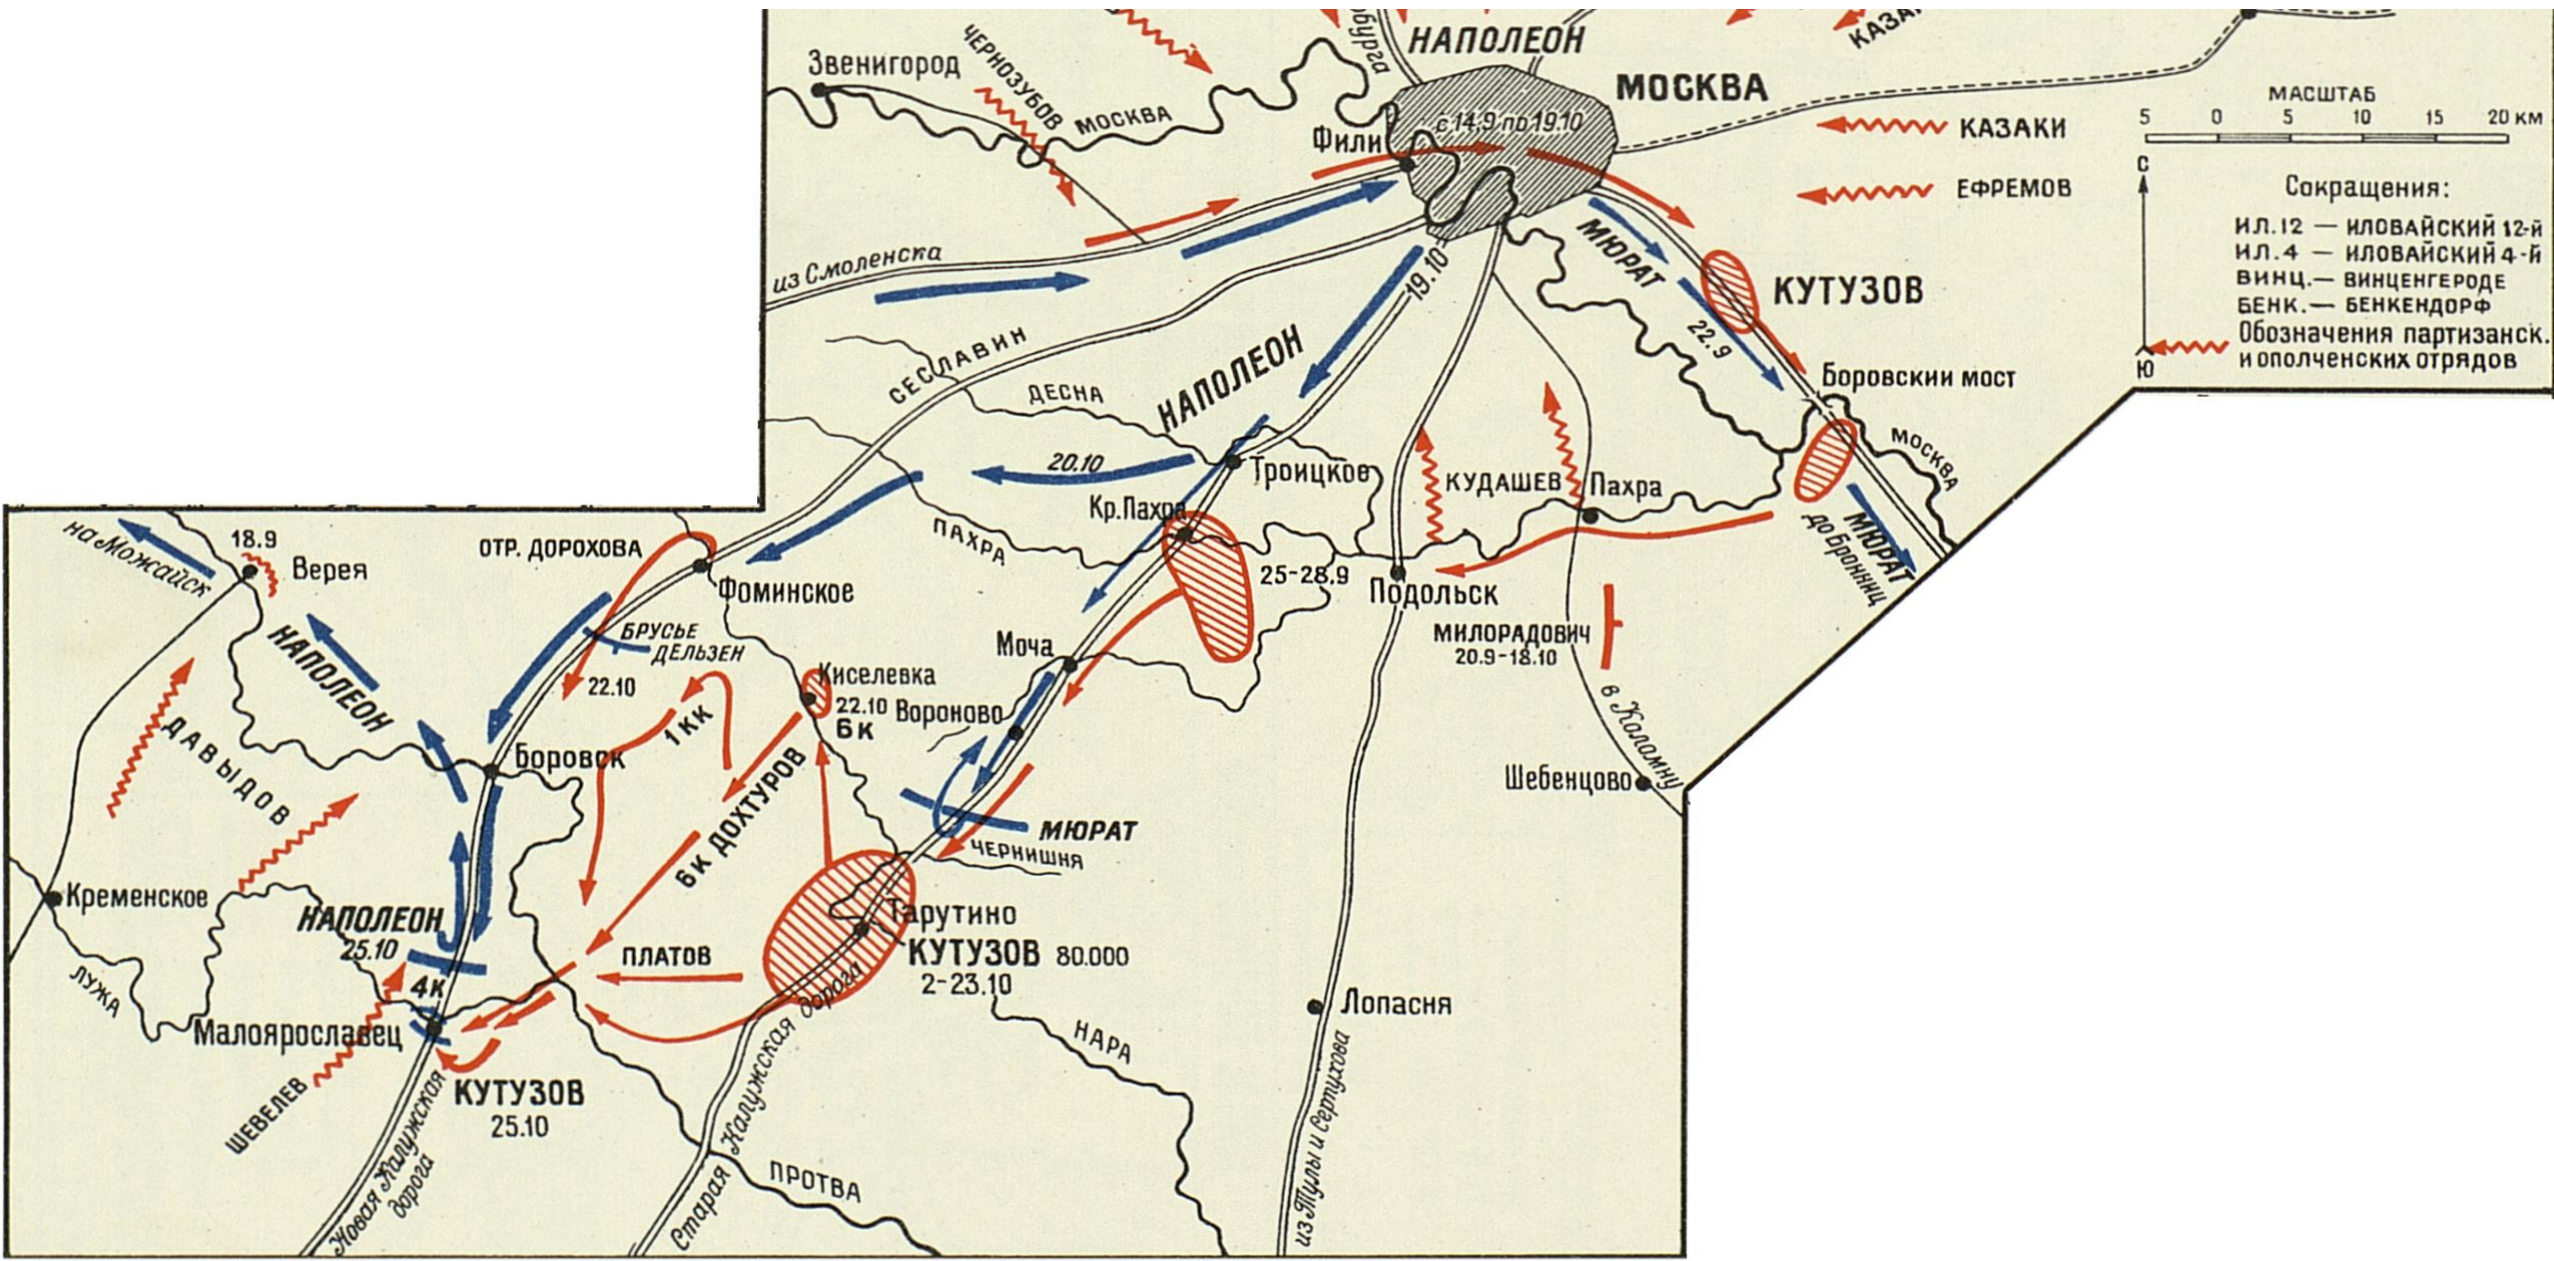 НАПОЛЕОН
МОСКВА
с 14.9 по 19.10
Звенигород
ЧЕРНОЗУБОВ
МОСКВА
Фили
КАЗАКИ
ЕФРЕМОВ
МАСШТАБ
5 0 5 10 15 20 КМ
С
Ю
Сокращения:
ИЛ.12 — ИЛОВАЙСКИЙ 12-й
ИЛ.4 — ИЛОВАЙСКИЙ 4-й
ВИНЦ.— ВИНЦЕНГЕРОДЕ
БЕНК.— БЕНКЕНДОРФ
Обозначения партизанск.
и ополченских отрядов
из Смоленска
МЮРАТ
22.9
КУТУЗОВ
19.10
НАПОЛЕОН
СЕСЛАВИН
ДЕСНА
Боровский мост
МОСКВА
20.10
Троицкое
КУДАШЕВ
Пахра
Кр.Пахра
ПАХРА
МЮРАТ
до Бронниц
25-28.9
Подольск
МИЛОРАДОВИЧ
20.9-18.10
в Коломну
Шебенцово
на Можайск
18.9
Верея
ОТР. ДОРОХОВА
Фоминское
БРУСЬЕ
ДЕЛЬЗЕН
22.10
НАПОЛЕОН
ДАВЫДОВ
1 КК
Киселевка
22.10
6К
Моча
Вороново
Боровск
6К ДОХТУРОВ
МЮРАТ
ЧЕРНИШНЯ
Кременское
ЛУЖА
НАПОЛЕОН
25.10
4К
ПЛАТОВ
Тарутино
КУТУЗОВ 80.000
2-23.10
Малоярославец
ШЕВЕЛЕВ
КУТУЗОВ
25.10
НАРА
Лопасня
ПРОТВА
Новая Калужская
дорога
Старая Калужская дорога
из Тулы и Серпухова